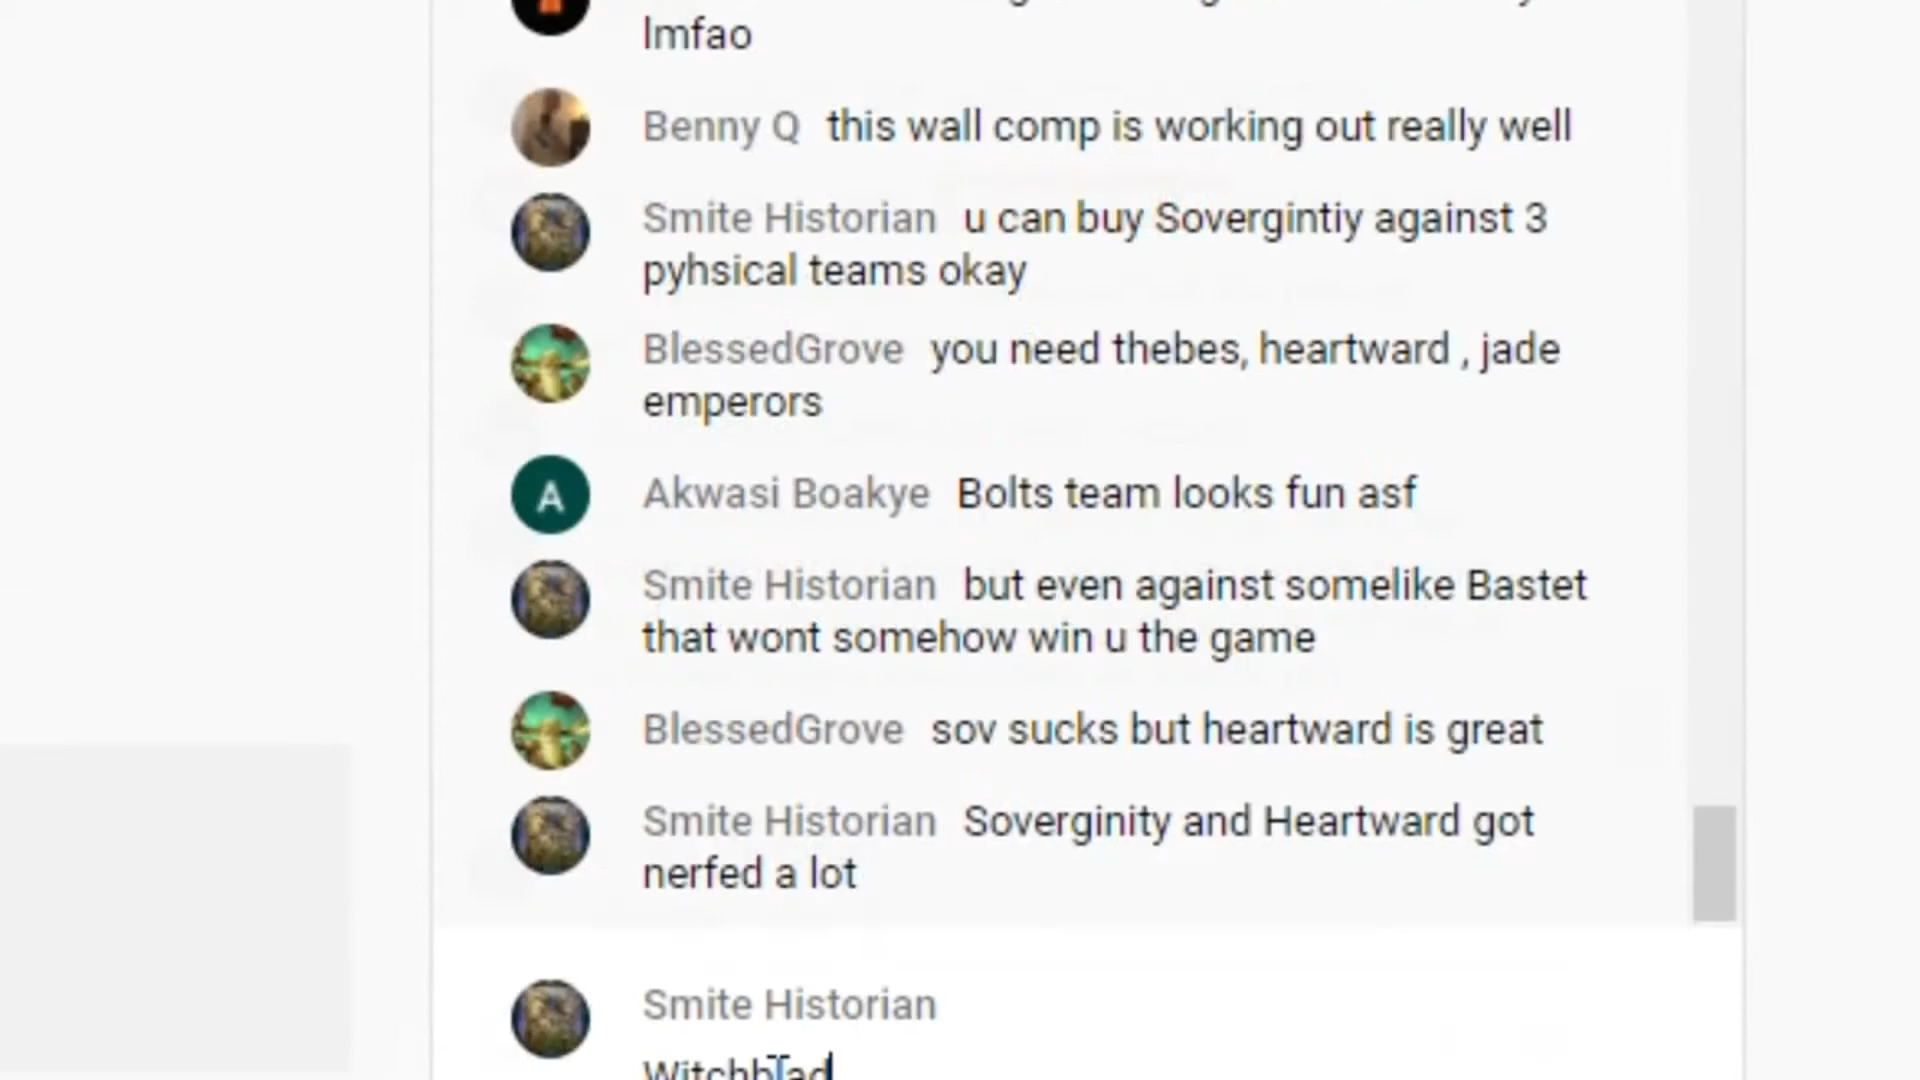 lmfao
Benny Q this wall comp is working out really well
Smite Historian u can buy Sovergintiy against 3
pyhsical teams okay
BlessedGrove you need thebes, heartward , jade
emperors
A
Akwasi Boakye Bolts team looks fun asf
Smite Historian but even against somelike Bastet
that wont somehow win u the game
BlessedGrove sov sucks but heartward is great
Smite Historian Soverginity and Heartward got
nerfed a lot
Smite Historian
Witchblad